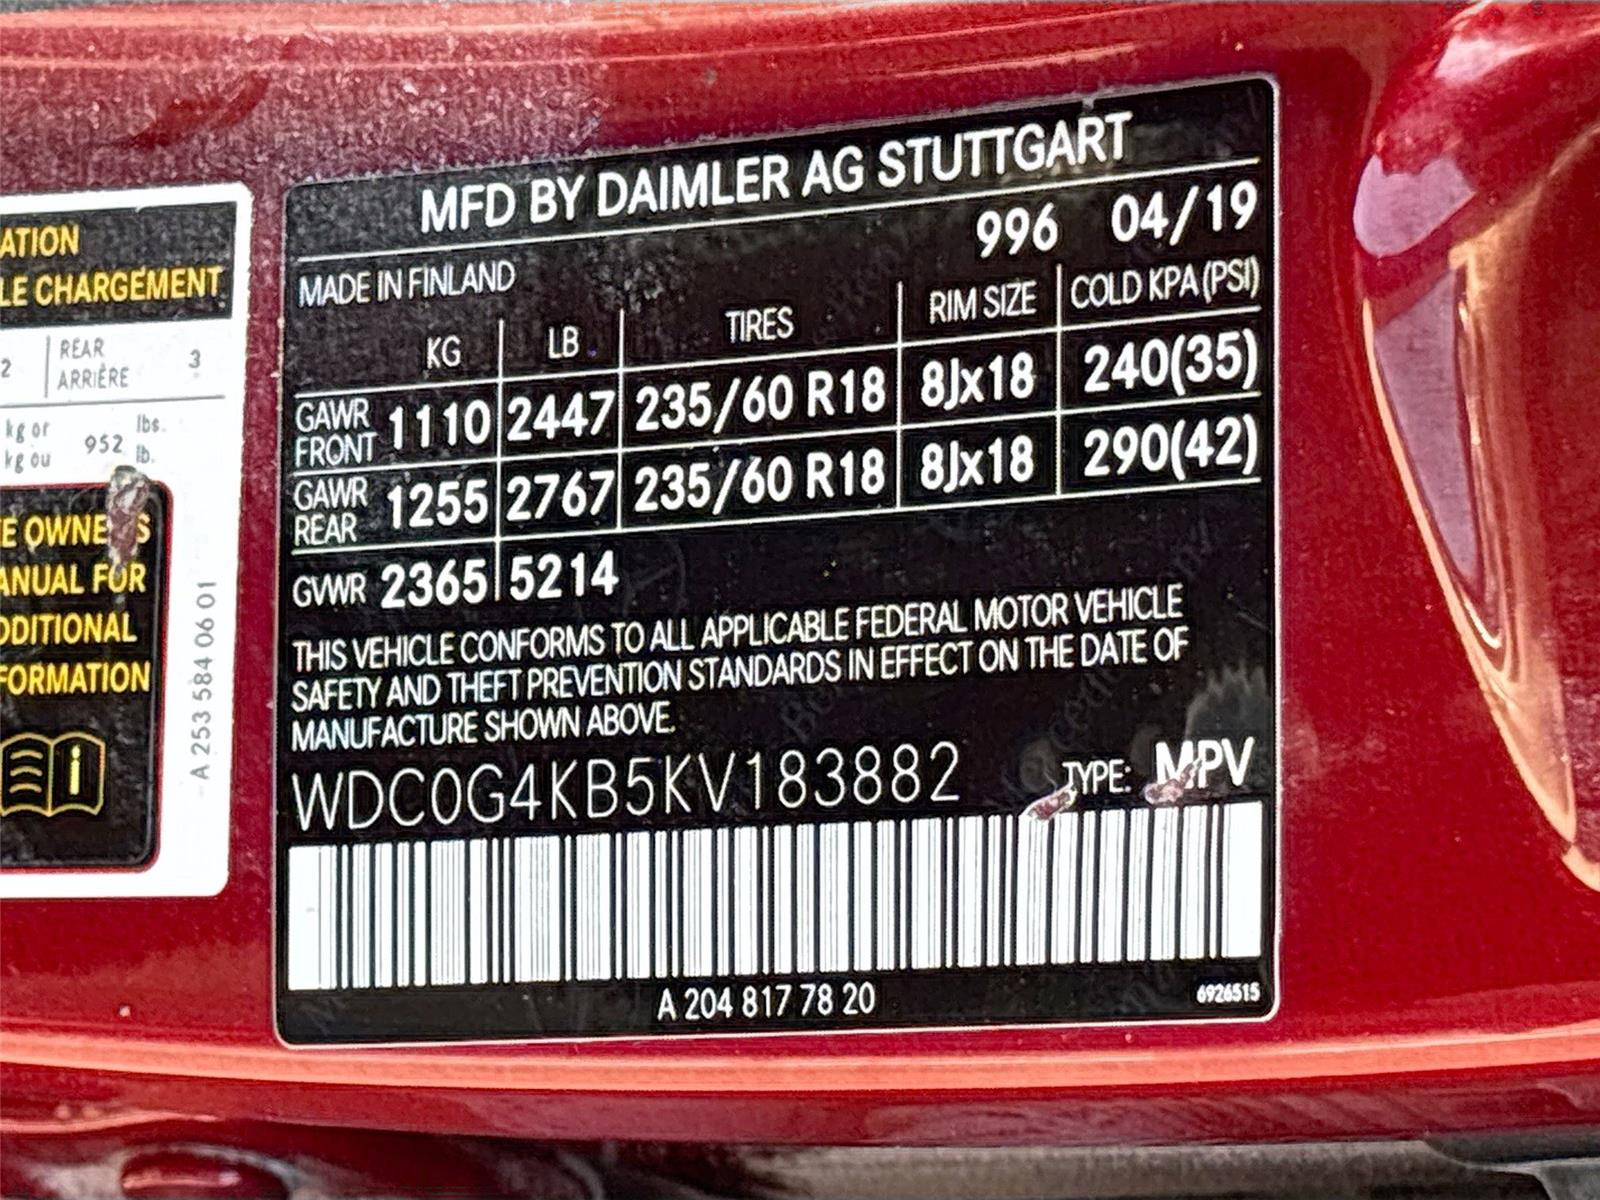 ATION
LE CHARGEMENT
2 REAR ARRIÈRE 3
kg or
kg ou 952 lbs. lb.
E OWNE S
ANUAL FOR
DDITIONAL
FORMATION
i
A 253 584 06 01
MFD BY DAIMLER AG STUTTGART
996 04/19
MADE IN FINLAND
KG LB TIRES RIM SIZE COLD KPA (PSI)
GAWR FRONT 1110 2447 235/60 R18 8Jx18 240(35)
GAWR REAR 1255 2767 235/60 R18 8Jx18 290(42)
GVWR 2365 5214
THIS VEHICLE CONFORMS TO ALL APPLICABLE FEDERAL MOTOR VEHICLE
SAFETY AND THEFT PREVENTION STANDARDS IN EFFECT ON THE DATE OF
MANUFACTURE SHOWN ABOVE.
WDC0G4KB5KV183882 TYPE: MPV
A 204 817 78 20
6926515